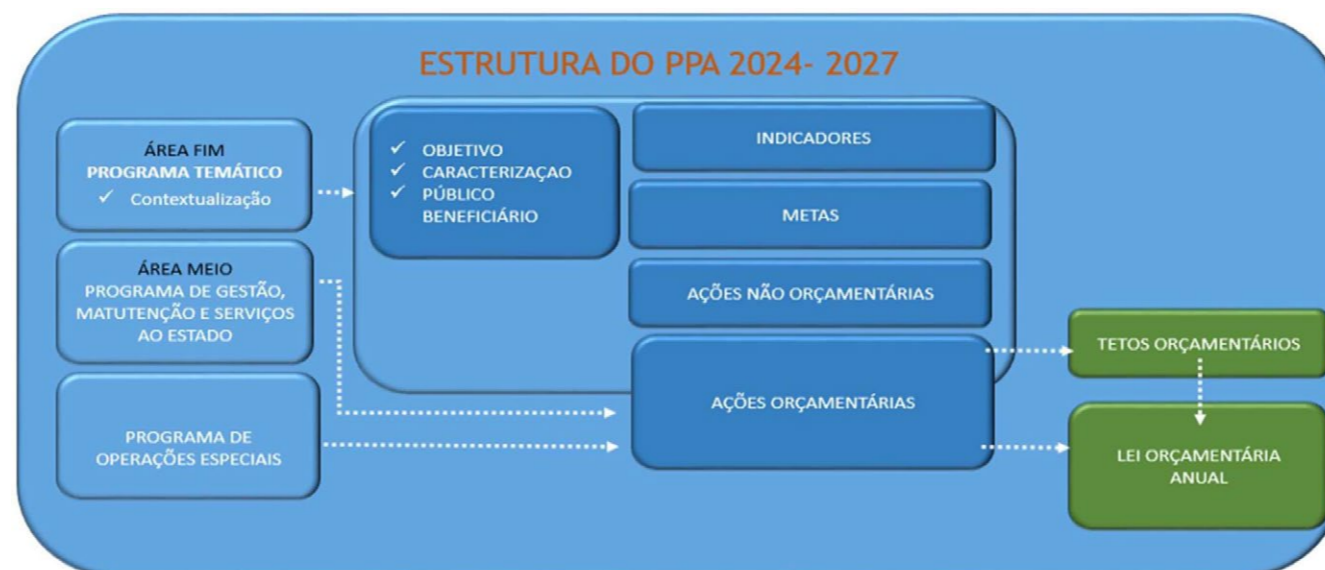 ESTRUTURA DO PPA 2024- 2027
ÁREA FIM
PROGRAMA TEMÁTICO
✓ Contextualização
✓ OBJETIVO
✓ CARACTERIZAÇAO
✓ PÚBLICO
BENEFICIÁRIO
INDICADORES
METAS
ÁREA MEIO
PROGRAMA DE GESTÃO,
MATUTENÇÃO E SERVIÇOS
AO ESTADO
AÇÕES NÃO ORÇAMENTÁRIAS
TETOS ORÇAMENTÁRIOS
AÇÕES ORÇAMENTÁRIAS
PROGRAMA DE
OPERAÇÕES ESPECIAIS
LEI ORÇAMENTÁRIA
ANUAL